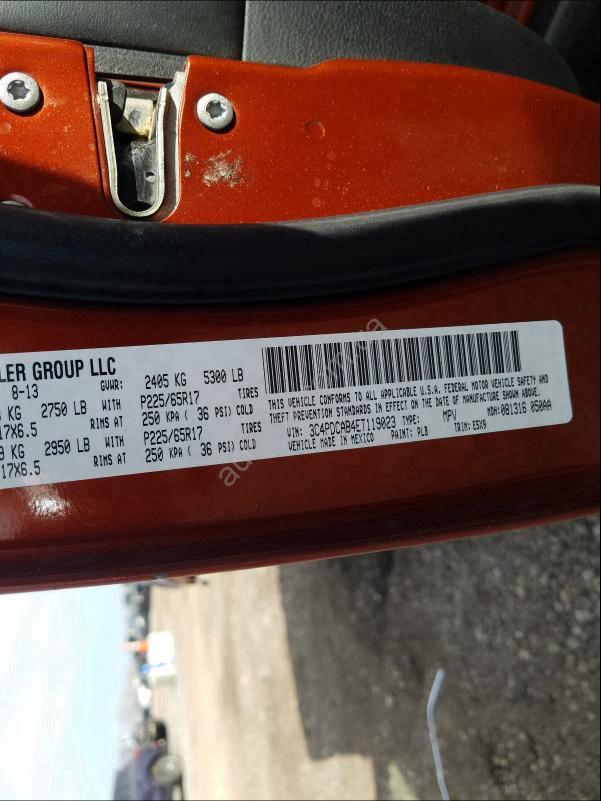 LER GROUP LLC
8-13 GVWR: 2405 KG 5300 LB
KG 2750 LB WITH P225/65R17 TIRES
17X6.5 RIMS AT 250 KPA ( 36 PSI) COLD
KG 2950 LB WITH P225/65R17 TIRES
17X6.5 RIMS AT 250 KPA ( 36 PSI) COLD
THIS VEHICLE CONFORMS TO ALL APPLICABLE U.S.A. FEDERAL MOTOR VEHICLE SAFETY AND
THEFT PREVENTION STANDARDS IN EFFECT ON THE DATE OF MANUFACTURE SHOWN ABOVE.
VIN: 3C4PDCAB4ET119023 TYPE: MPV MDH: 081316 050AA
VEHICLE MADE IN MEXICO PAINT: PLB TRIM: E5X9